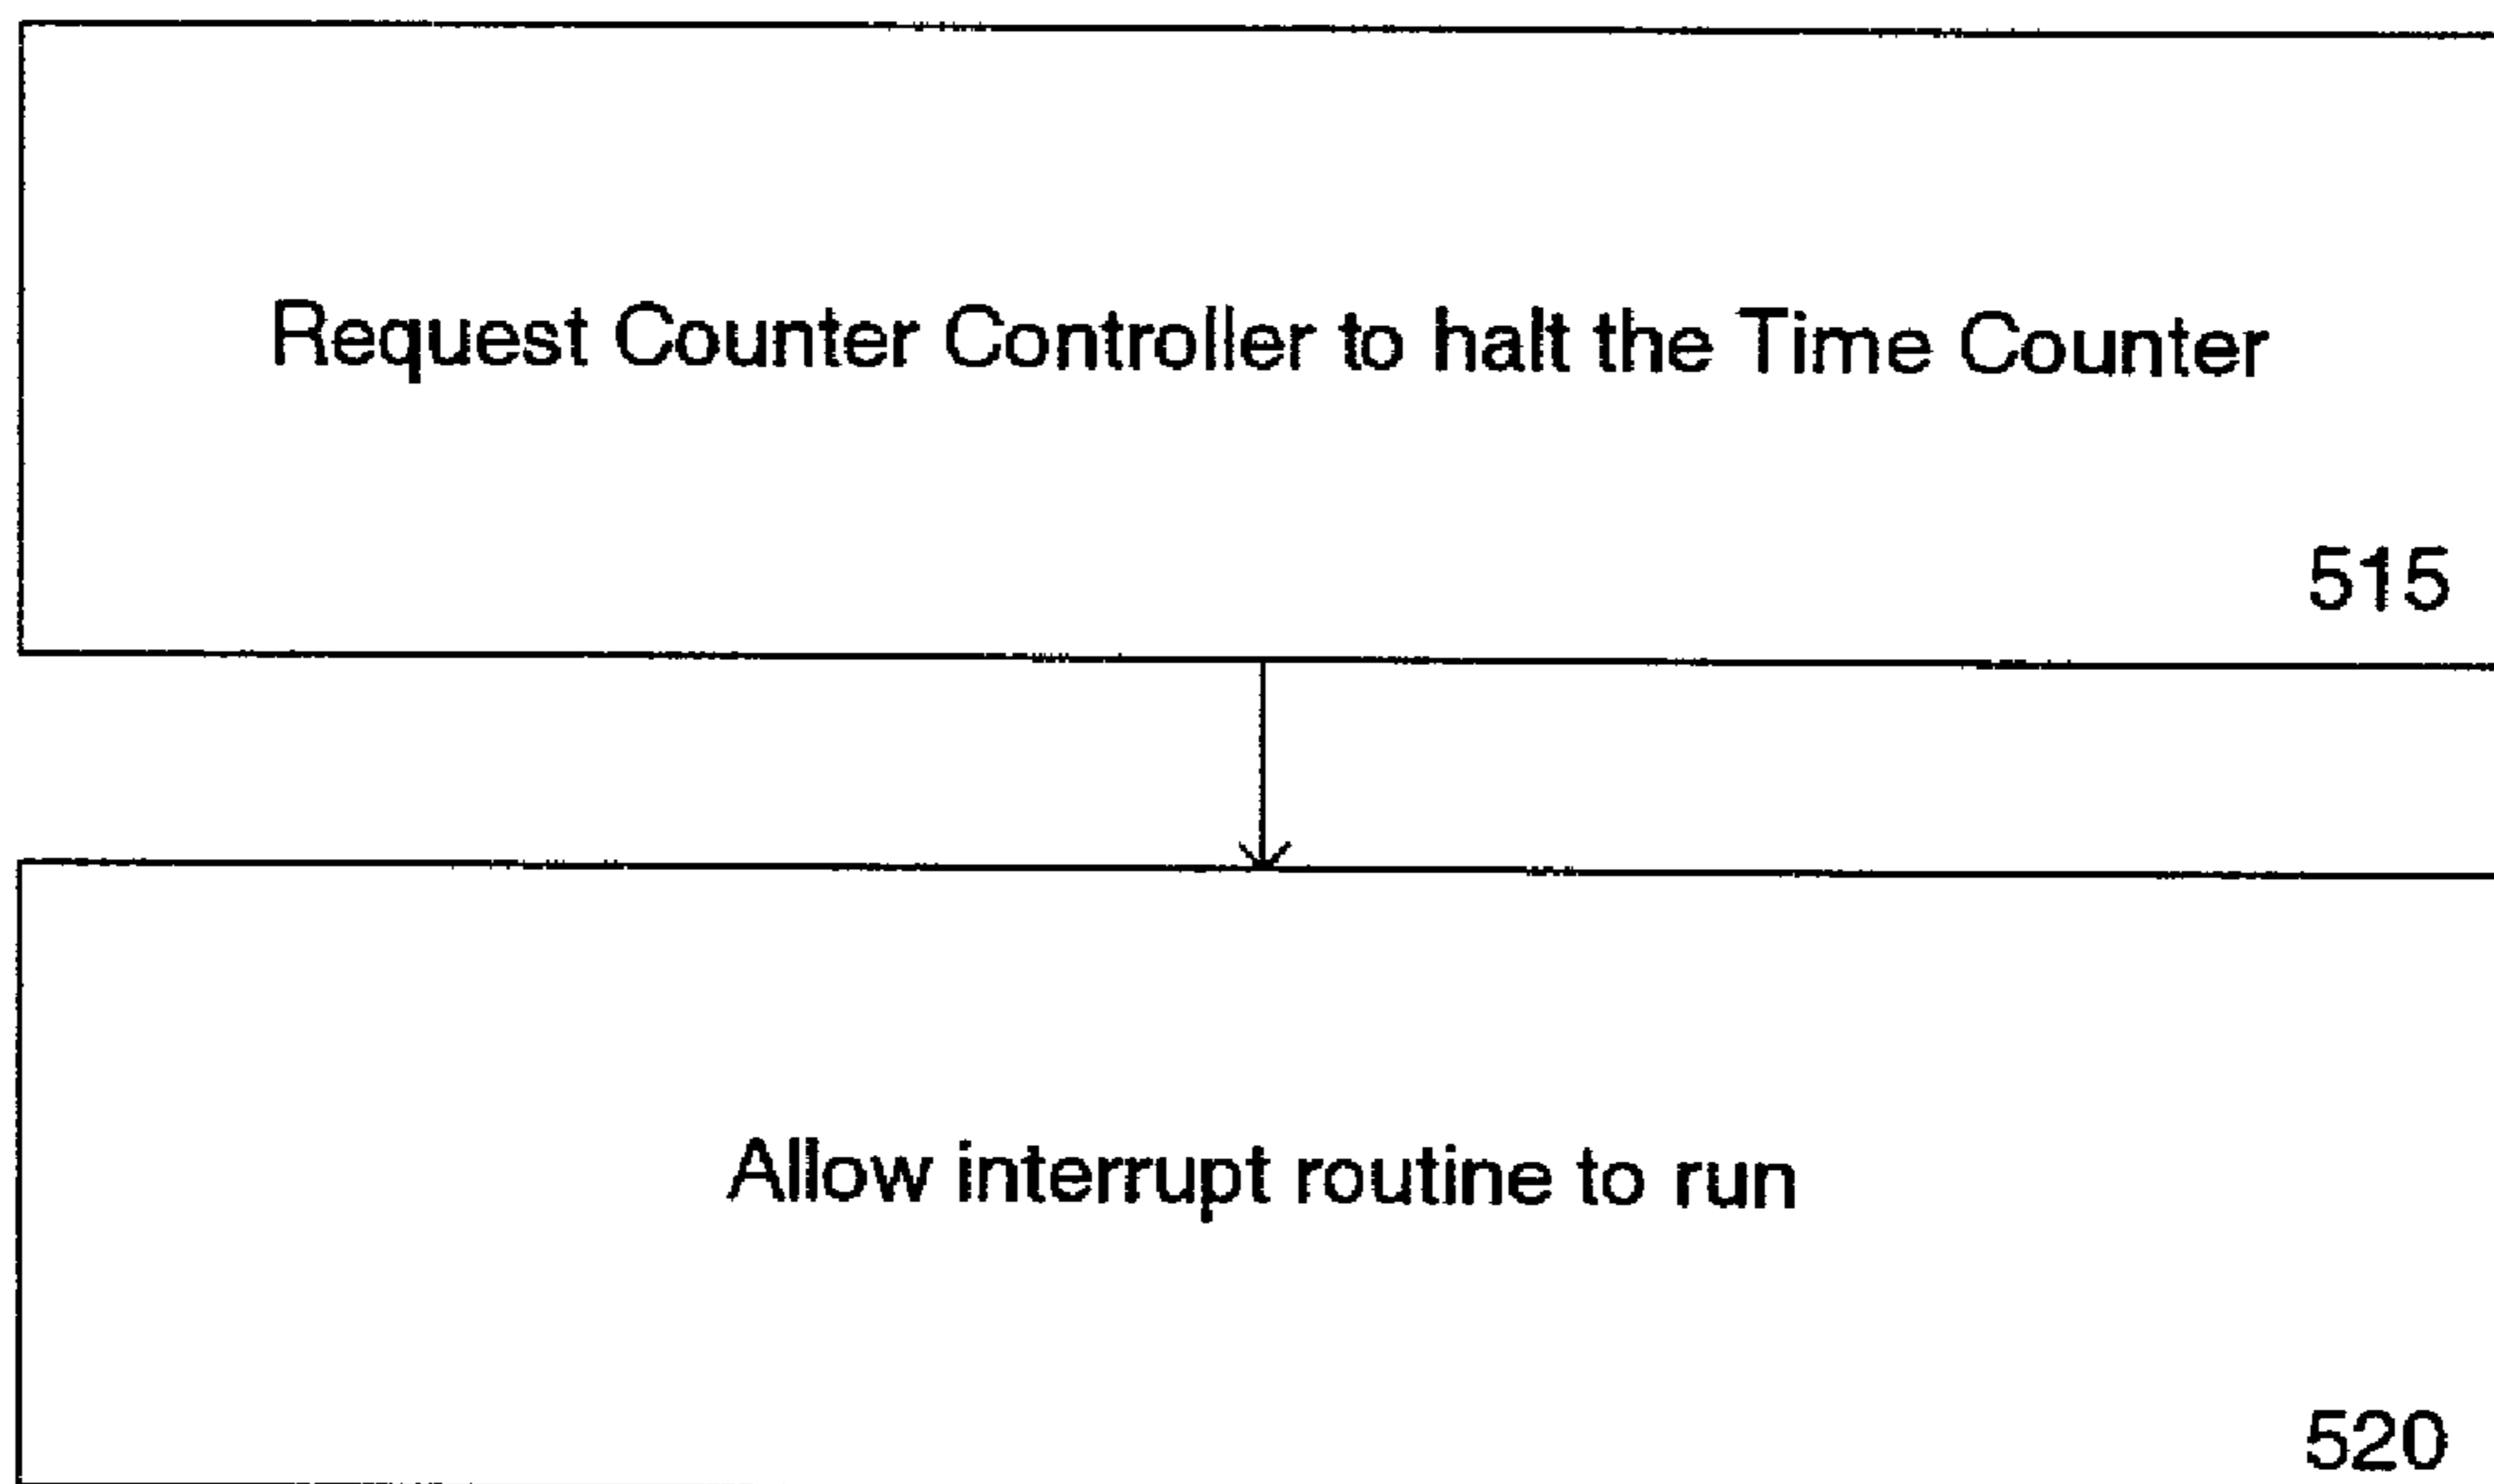 Request Counter Controller to halt the Time Counter
515
Allow interrupt routine to run
520